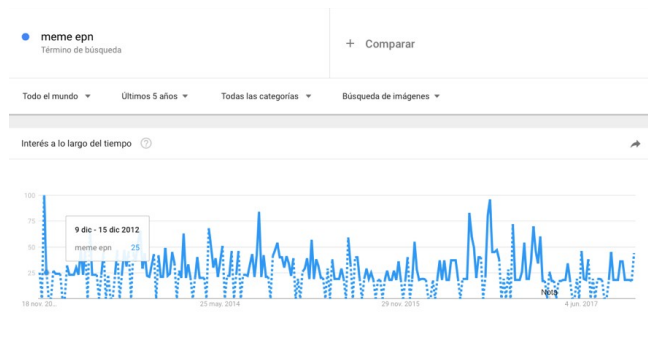 meme epn
Término de búsqueda
+ Comparar
Todo el mundo
Últimos 5 años
Todas las categorías
Búsqueda de imágenes
Interés a lo largo del tiempo
100
75
50
25
9 dic - 15 dic 2012
meme epn 25
Nota
18 nov. 20...
25 may. 2014
29 nov. 2015
4 jun. 2017